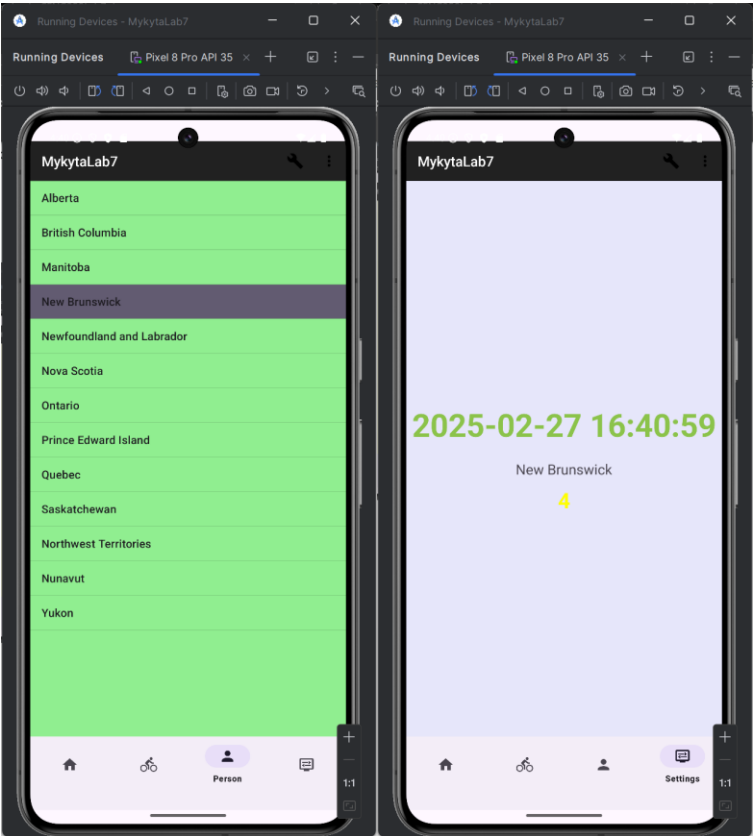 Running Devices - MykytaLab7
Running Devices
Pixel 8 Pro API 35
MykytaLab7
Alberta
British Columbia
Manitoba
New Brunswick
Newfoundland and Labrador
Nova Scotia
Ontario
Prince Edward Island
Quebec
Saskatchewan
Northwest Territories
Nunavut
Yukon
Person
1:1
Running Devices - MykytaLab7
Running Devices
Pixel 8 Pro API 35
MykytaLab7
2025-02-27 16:40:59
New Brunswick
4
Settings
1:1